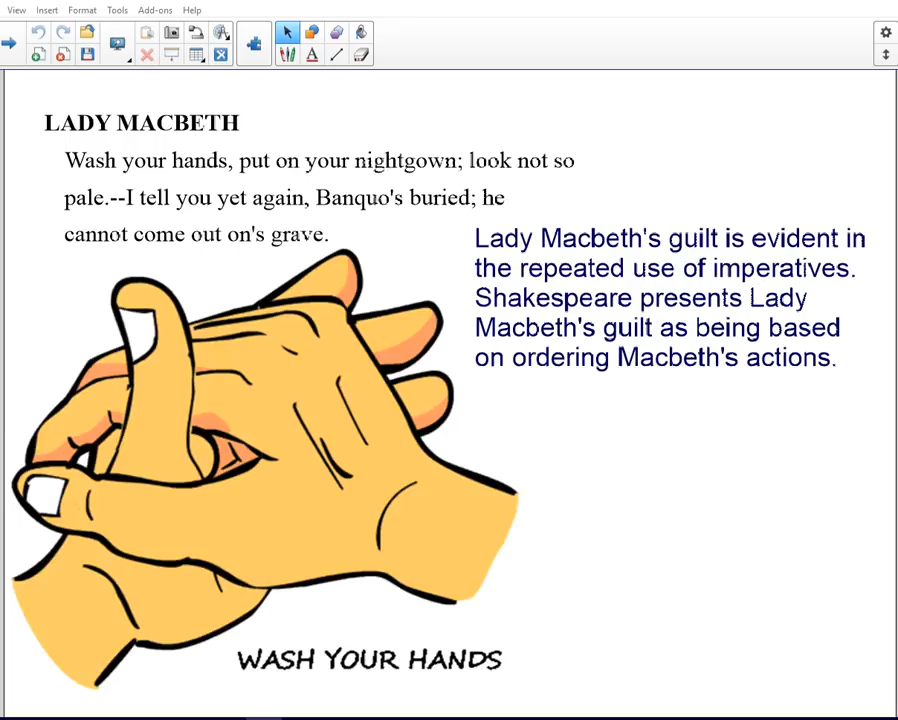 View Insert Format Tools Add-ons Help
LADY MACBETH
Wash your hands, put on your nightgown; look not so
pale.--I tell you yet again, Banquo's buried; he
cannot come out on's grave.
Lady Macbeth's guilt is evident in
the repeated use of imperatives.
Shakespeare presents Lady
Macbeth's guilt as being based
on ordering Macbeth's actions.
WASH YOUR HANDS